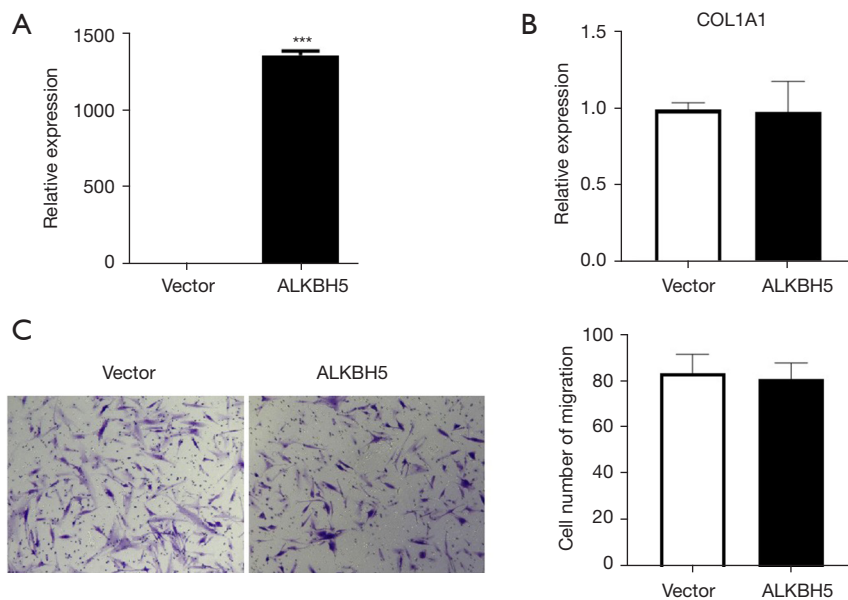 A
Relative expression
1500
1000
500
0
***
Vector
ALKBH5
B
COL1A1
Relative expression
1.5
1.0
0.5
0.0
Vector
ALKBH5
C
Vector
ALKBH5
Cell number of migration
100
80
60
40
20
0
Vector
ALKBH5